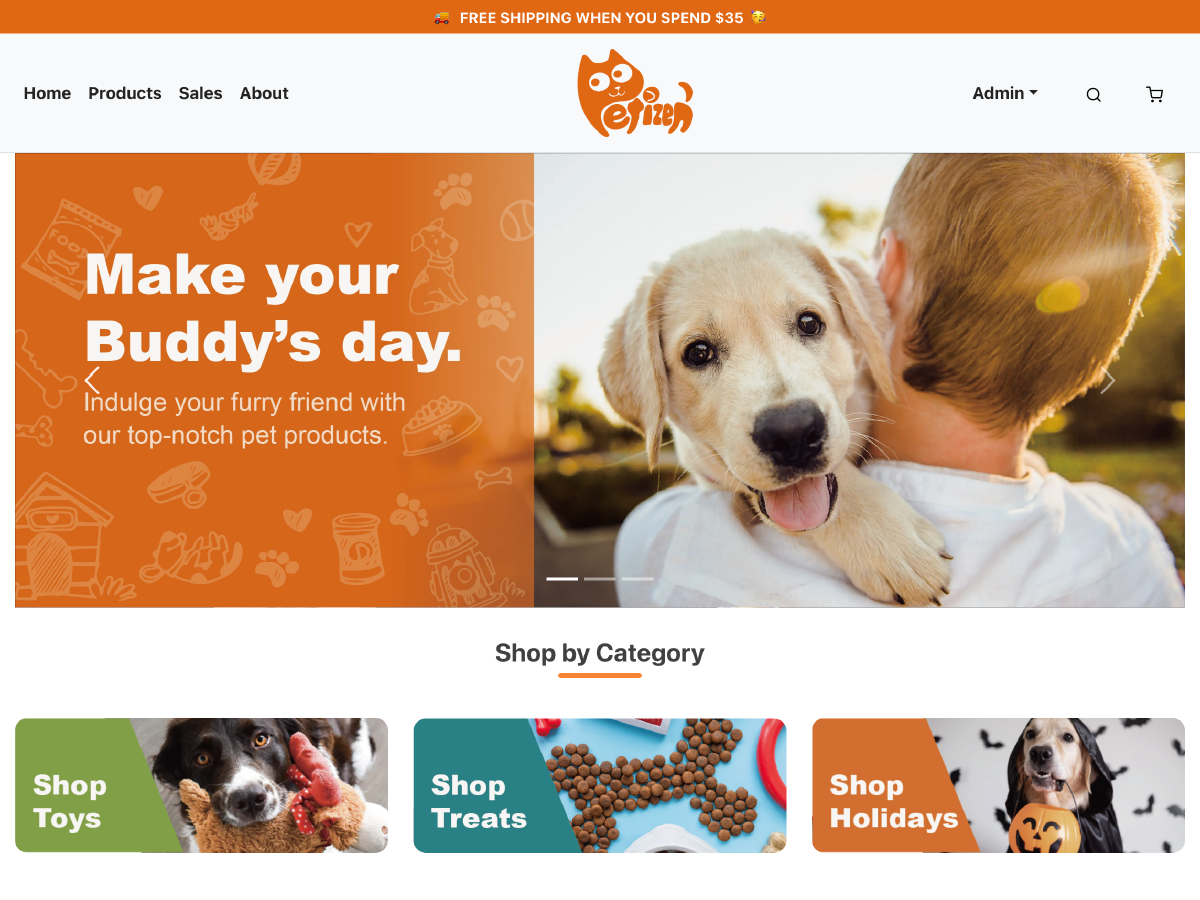 🚚 FREE SHIPPING WHEN YOU SPEND $35 🥳
Home Products Sales About
Petizen
Admin
Make your
Buddy’s day.
Indulge your furry friend with
our top-notch pet products.
FOOD
Shop by Category
Shop
Toys
Shop
Treats
Shop
Holidays